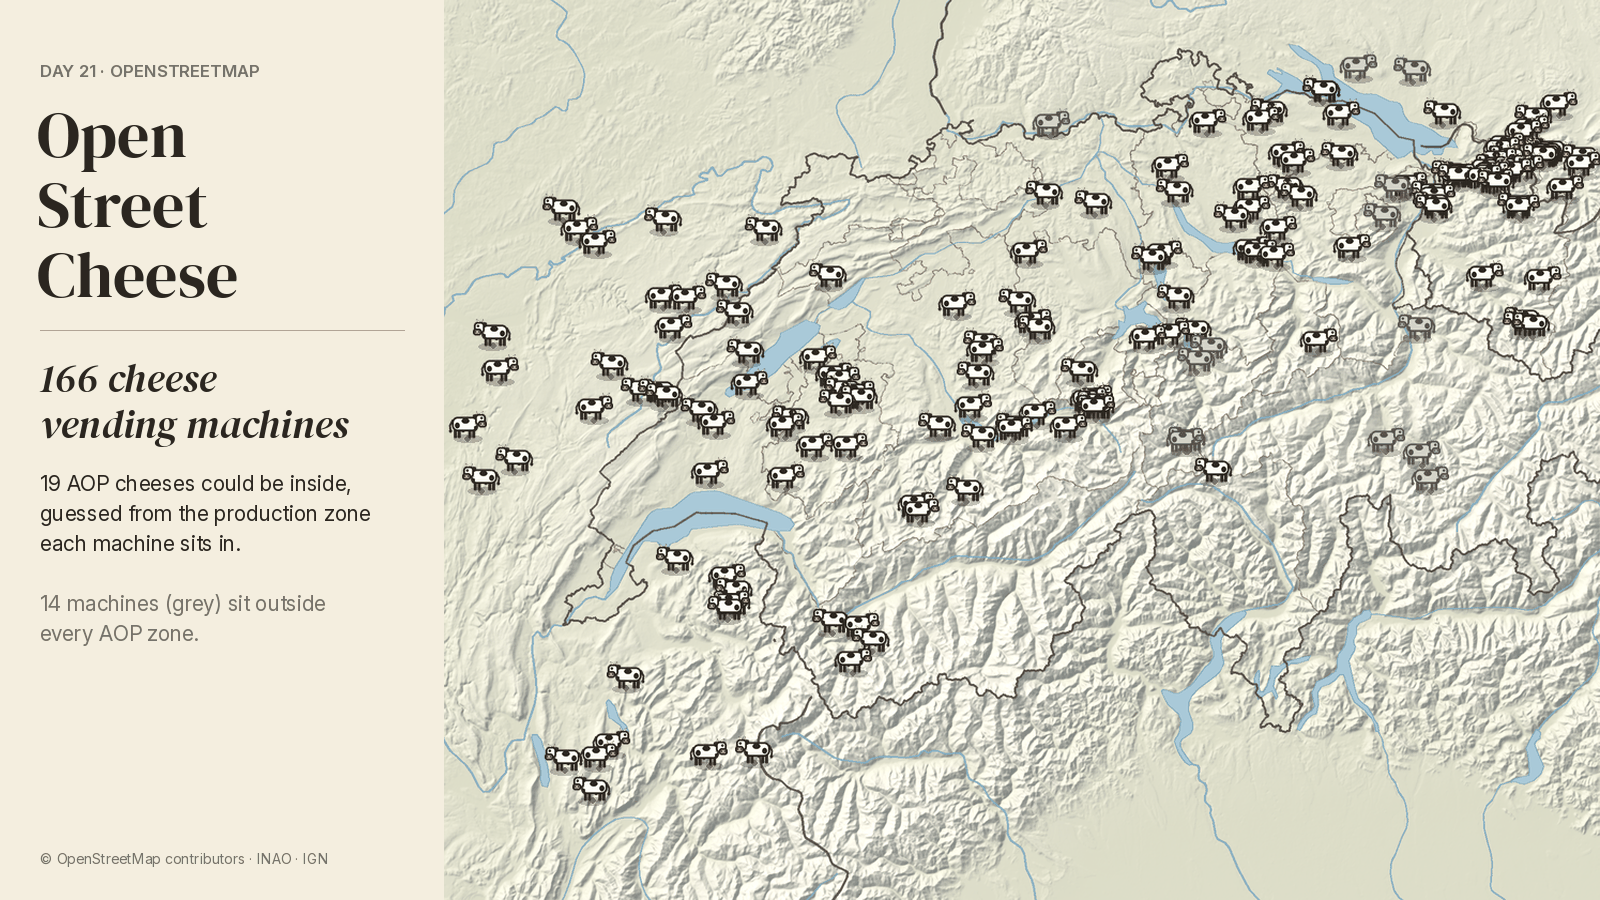 DAY 21 · OPENSTREETMAP
Open
Street
Cheese
166 cheese
vending machines
19 AOP cheeses could be inside,
guessed from the production zone
each machine sits in.
14 machines (grey) sit outside
every AOP zone.
© OpenStreetMap contributors · INAO · IGN